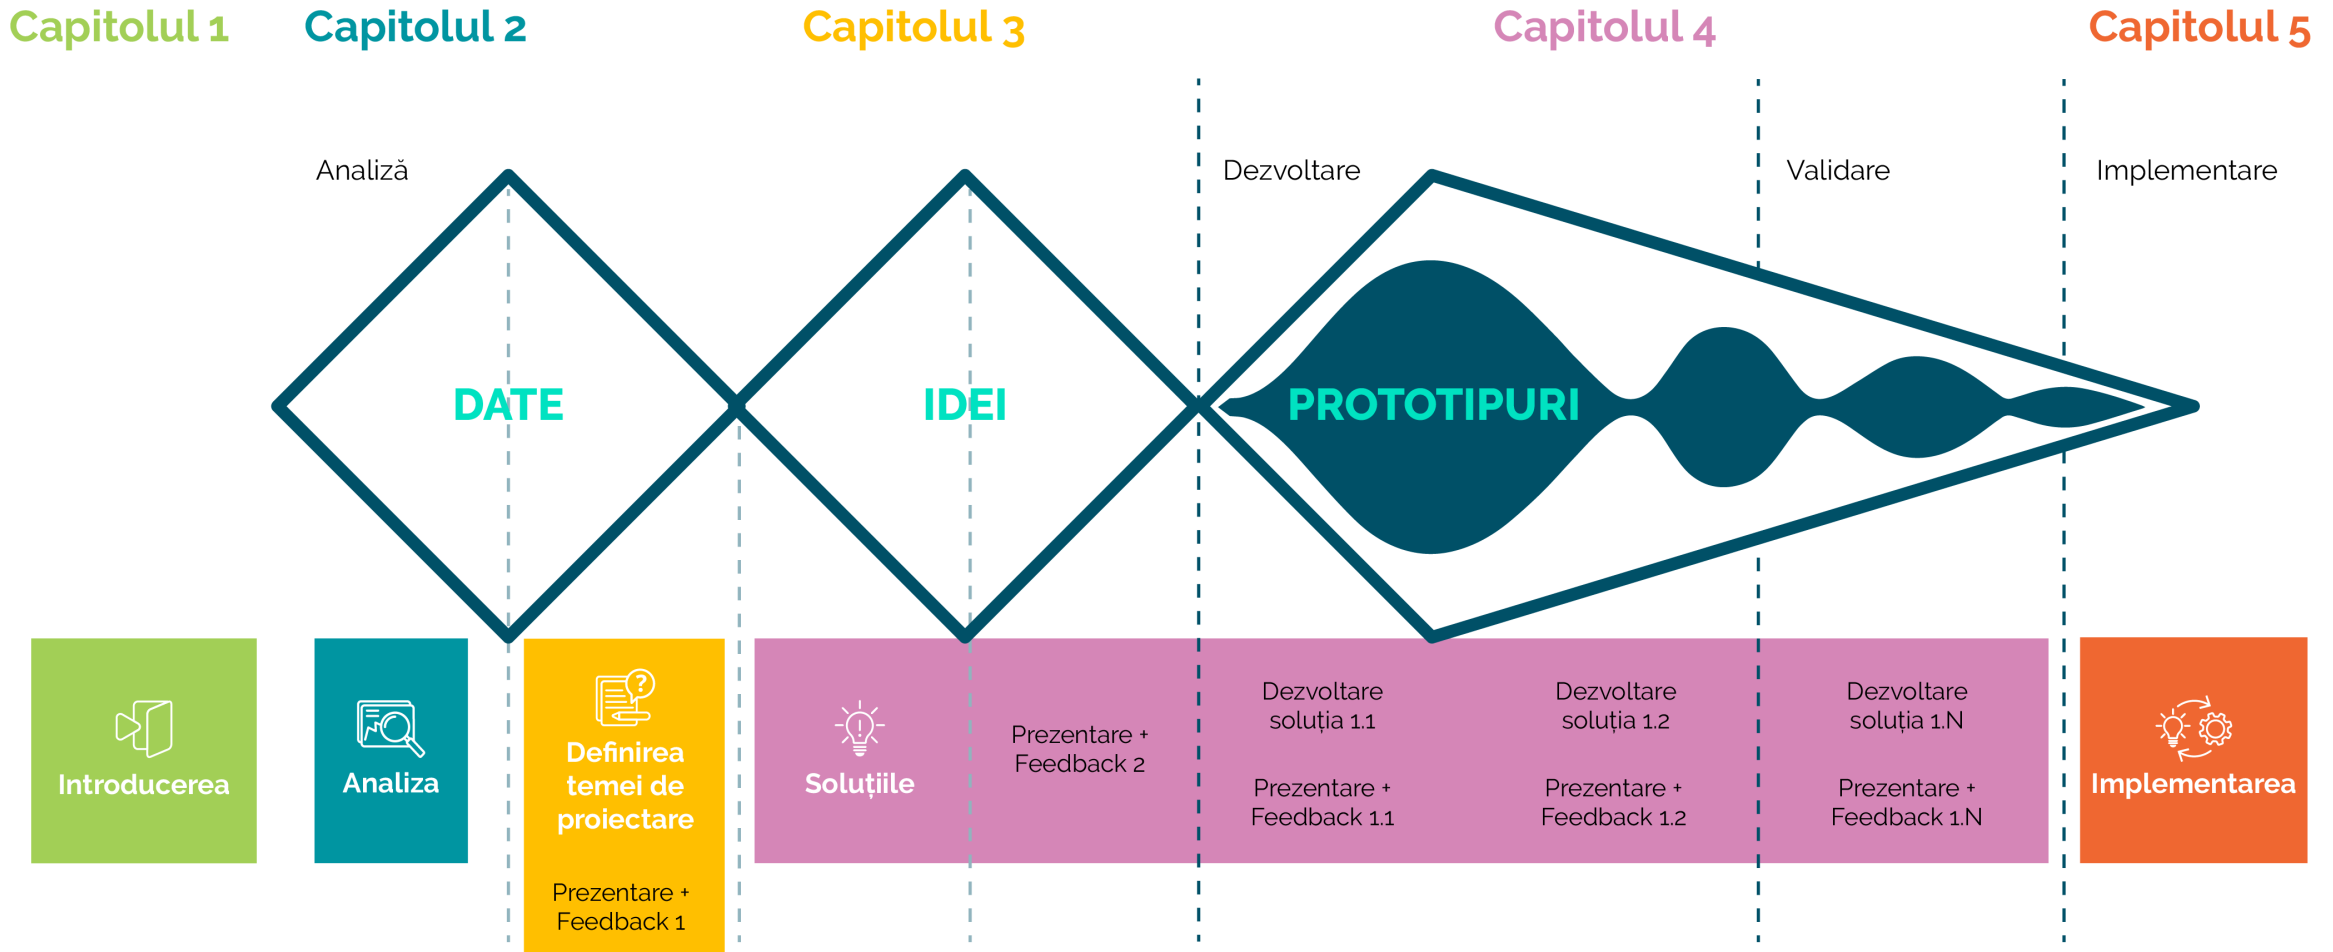 Capitolul 1
Capitolul 2
Capitolul 3
Capitolul 4
Capitolul 5
Analiză
Dezvoltare
Validare
Implementare
DATE
IDEI
PROTOTIPURI
Introducerea
Analiza
Definirea
temei de
proiectare
Prezentare +
Feedback 1
Soluțiile
Prezentare +
Feedback 2
Dezvoltare
soluția 1.1
Prezentare +
Feedback 1.1
Dezvoltare
soluția 1.2
Prezentare +
Feedback 1.2
Dezvoltare
soluția 1.N
Prezentare +
Feedback 1.N
Implementarea